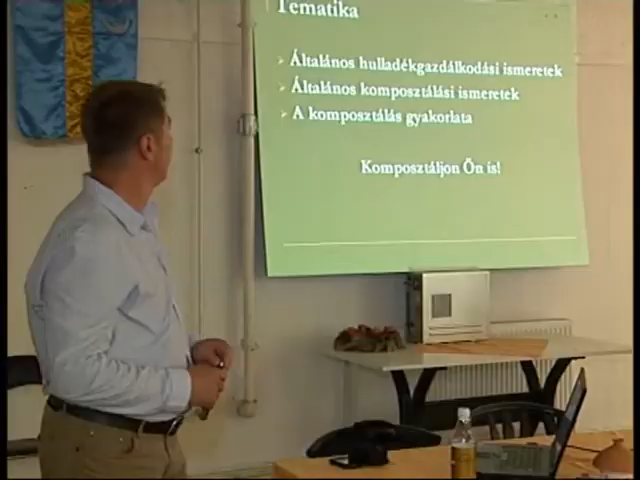 Tematika
Általános hulladékgazdálkodási ismeretek
Általános komposztálási ismeretek
A komposztálás gyakorlata
Komposztáljon Ön is!